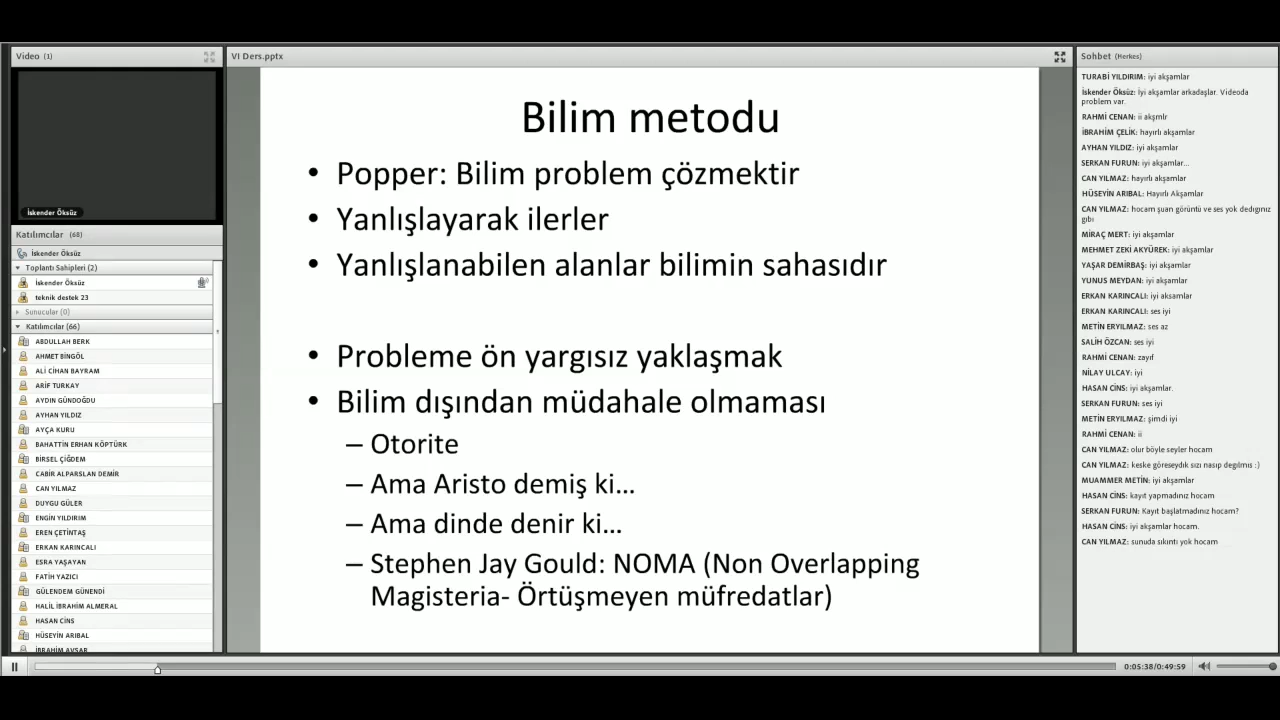 Video (1)
İskender Öksüz
Katılımcılar (68)
İskender Öksüz
Toplantı Sahipleri (2)
İskender Öksüz
teknik destek 23
Sunucular (0)
Katılımcılar (66)
ABDULLAH BERK
AHMET BİNGÖL
ALİ CİHAN BAYRAM
ARİF TURKAY
AYDIN GÜNDOĞDU
AYHAN YILDIZ
AYÇA KURU
BAHATTİN ERHAN KÖPTÜRK
BİRSEL ÇİĞDEM
CABİR ALPARSLAN DEMİR
CAN YILMAZ
DUYGU GÜLER
ENGİN YILDIRIM
EREN ÇETİNTAŞ
ERKAN KARINCALI
ESRA YAŞAYAN
FATİH YAZICI
GÜLENDEM GÜNENDİ
HALİL İBRAHİM ALMERAL
HASAN CİNS
HÜSEYİN ARIBAL
İBRAHİM AVSAR
VI Ders.pptx
Bilim metodu
• Popper: Bilim problem çözmektir
• Yanlışlayarak ilerler
• Yanlışlanabilen alanlar bilimin sahasıdır
• Probleme ön yargısız yaklaşmak
• Bilim dışından müdahale olmaması
– Otorite
– Ama Aristo demiş ki…
– Ama dinde denir ki…
– Stephen Jay Gould: NOMA (Non Overlapping
Magisteria- Örtüşmeyen müfredatlar)
Sohbet (Herkes)
TURABİ YILDIRIM: iyi akşamlar
İskender Öksüz: İyi akşamlar arkadaşlar. Videoda
problem var.
RAHMİ CENAN: ii akşmlr
İBRAHİM ÇELİK: hayırlı akşamlar
AYHAN YILDIZ: iyi akşamlar
SERKAN FURUN: iyi akşamlar...
CAN YILMAZ: hayırlı akşamlar
HÜSEYİN ARIBAL: Hayırlı Akşamlar
CAN YILMAZ: hocam şuan görüntü ve ses yok dedıgınız
gıbı
MİRAÇ MERT: iyi akşamlar
MEHMET ZEKİ AKYÜREK: iyi akşamlar
YAŞAR DEMİRBAŞ: iyi akşamlar
YUNUS MEYDAN: iyi akşamlar
ERKAN KARINCALI: iyi aksamlar
ERKAN KARINCALI: ses iyi
METİN ERYILMAZ: ses az
SALİH ÖZCAN: ses iyi
RAHMİ CENAN: zayıf
NİLAY ULCAY: iyi
HASAN CİNS: iyi akşamlar.
SERKAN FURUN: ses iyi
METİN ERYILMAZ: şimdi iyi
RAHMİ CENAN: ii
CAN YILMAZ: olur böyle seyler hocam
CAN YILMAZ: keske göreseydık sızı nasıp degılmıs :)
MUAMMER METİN: iyi akşamlar
HASAN CİNS: kayıt yapmadınız hocam
SERKAN FURUN: Kayıt başlatmadınız hocam?
HASAN CİNS: iyi akşamlar hocam.
CAN YILMAZ: sunuda sıkıntı yok hocam
0:05:38/0:49:59